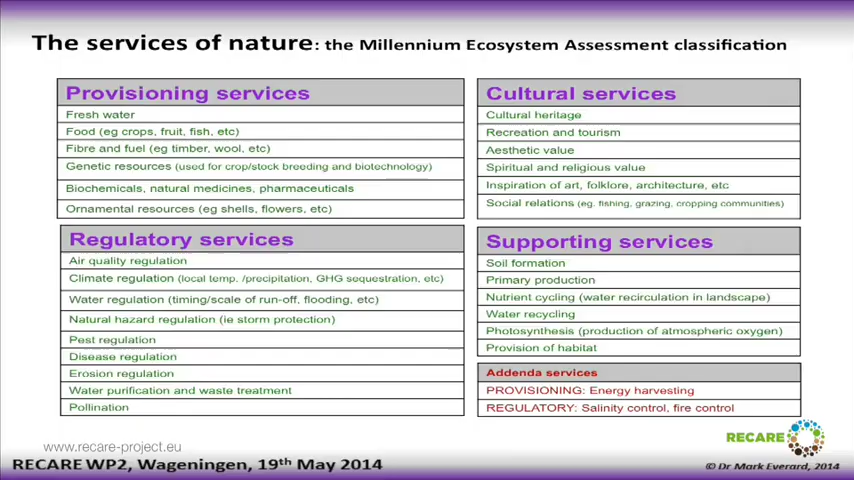 The services of nature: the Millennium Ecosystem Assessment classification
Provisioning services
Fresh water
Food (eg crops, fruit, fish, etc)
Fibre and fuel (eg timber, wool, etc)
Genetic resources (used for crop/stock breeding and biotechnology)
Biochemicals, natural medicines, pharmaceuticals
Ornamental resources (eg shells, flowers, etc)
Regulatory services
Air quality regulation
Climate regulation (local temp. /precipitation, GHG sequestration, etc)
Water regulation (timing/scale of run-off, flooding, etc)
Natural hazard regulation (ie storm protection)
Pest regulation
Disease regulation
Erosion regulation
Water purification and waste treatment
Pollination
Cultural services
Cultural heritage
Recreation and tourism
Aesthetic value
Spiritual and religious value
Inspiration of art, folklore, architecture, etc
Social relations (eg. fishing, grazing, cropping communities)
Supporting services
Soil formation
Primary production
Nutrient cycling (water recirculation in landscape)
Water recycling
Photosynthesis (production of atmospheric oxygen)
Provision of habitat
Addenda services
PROVISIONING: Energy harvesting
REGULATORY: Salinity control, fire control
www.recare-project.eu
RECARE
RECARE WP2, Wageningen, 19th May 2014
© Dr Mark Everard, 2014